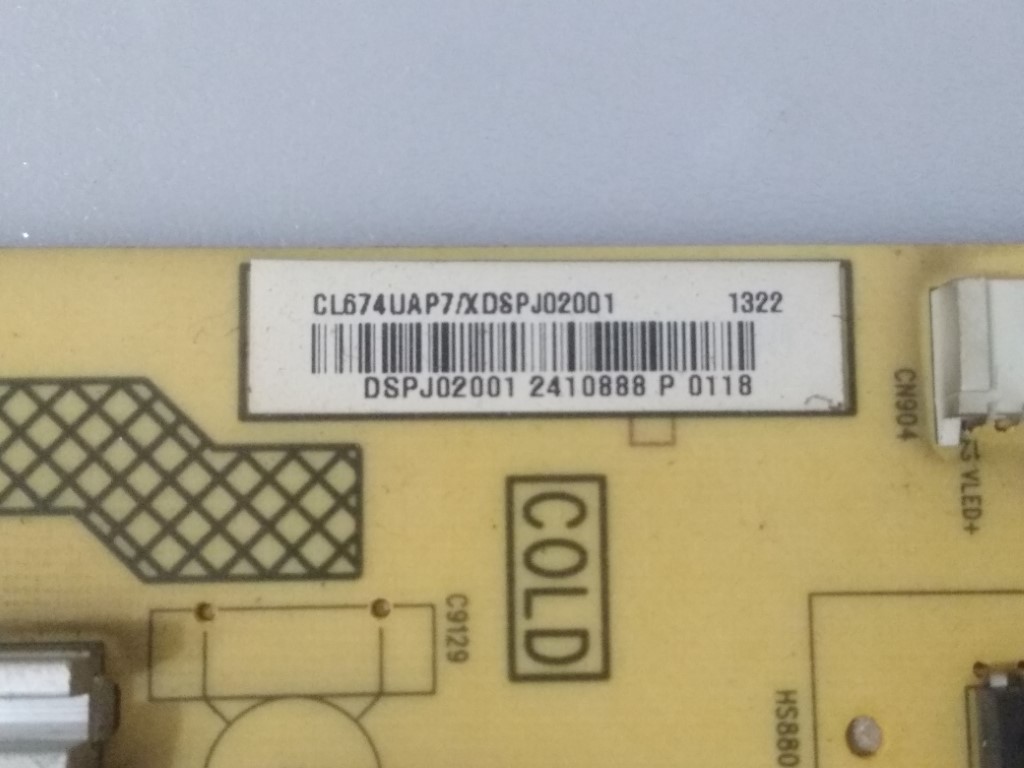 CL674UAP7/XDSPJ02001 1322
DSPJ02001 2410888 P 0118
CN904
VLED+
COLD
C9129
HS880